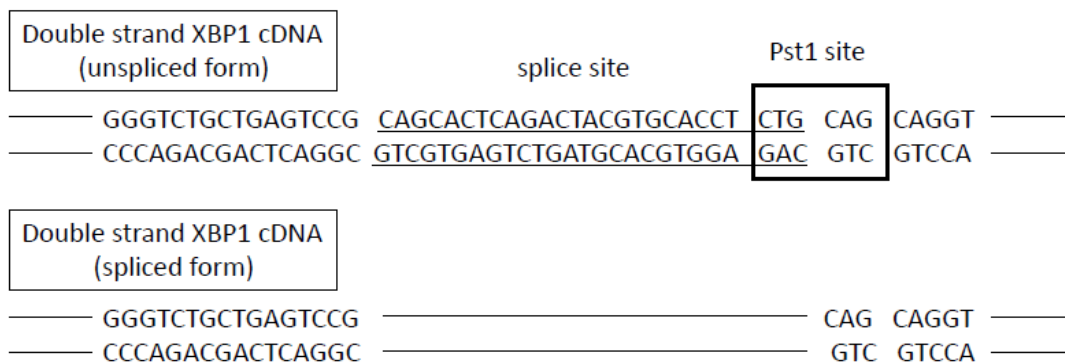 Double strand XBP1 cDNA
(unspliced form)
splice site
Pst1 site
GGGTCTGCTGAGTCCG CAGCACTCAGACTACGTGCACCT CTG CAG CAGGT
CCCAGACGACTCAGGC GTCGTGAGTCTGATGCACGTGGA GAC GTC GTCCA
Double strand XBP1 cDNA
(spliced form)
GGGTCTGCTGAGTCCG CAG CAGGT
CCCAGACGACTCAGGC GTC GTCCA